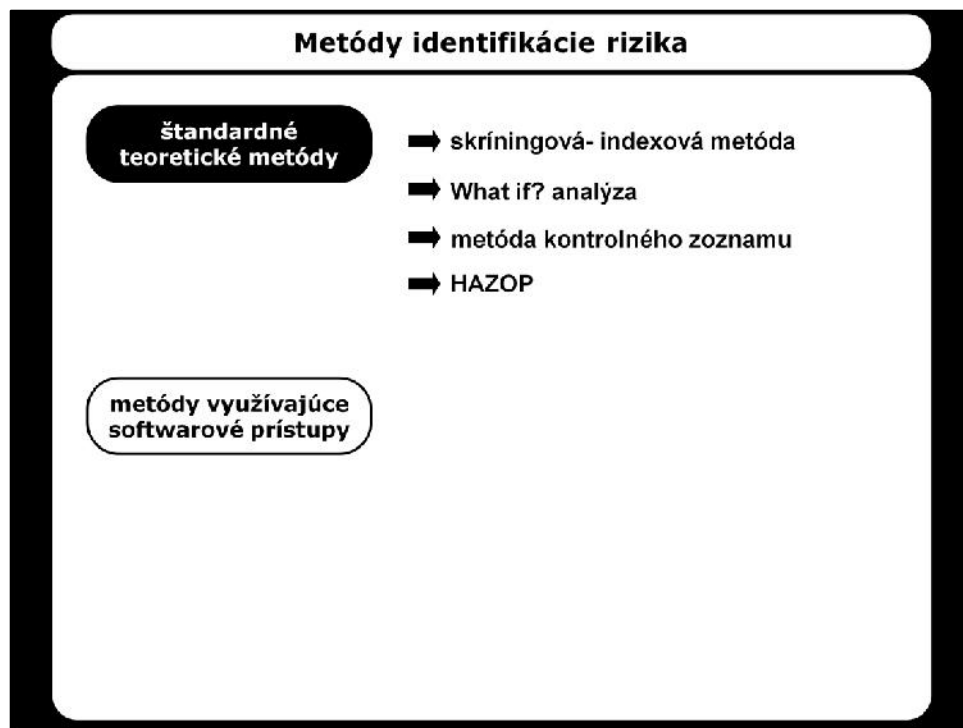 Metódy identifikácie rizika
štandardné
teoretické metódy
skríningová- indexová metóda
What if? analýza
metóda kontrolného zoznamu
HAZOP
metódy využívajúce
softwarové prístupy